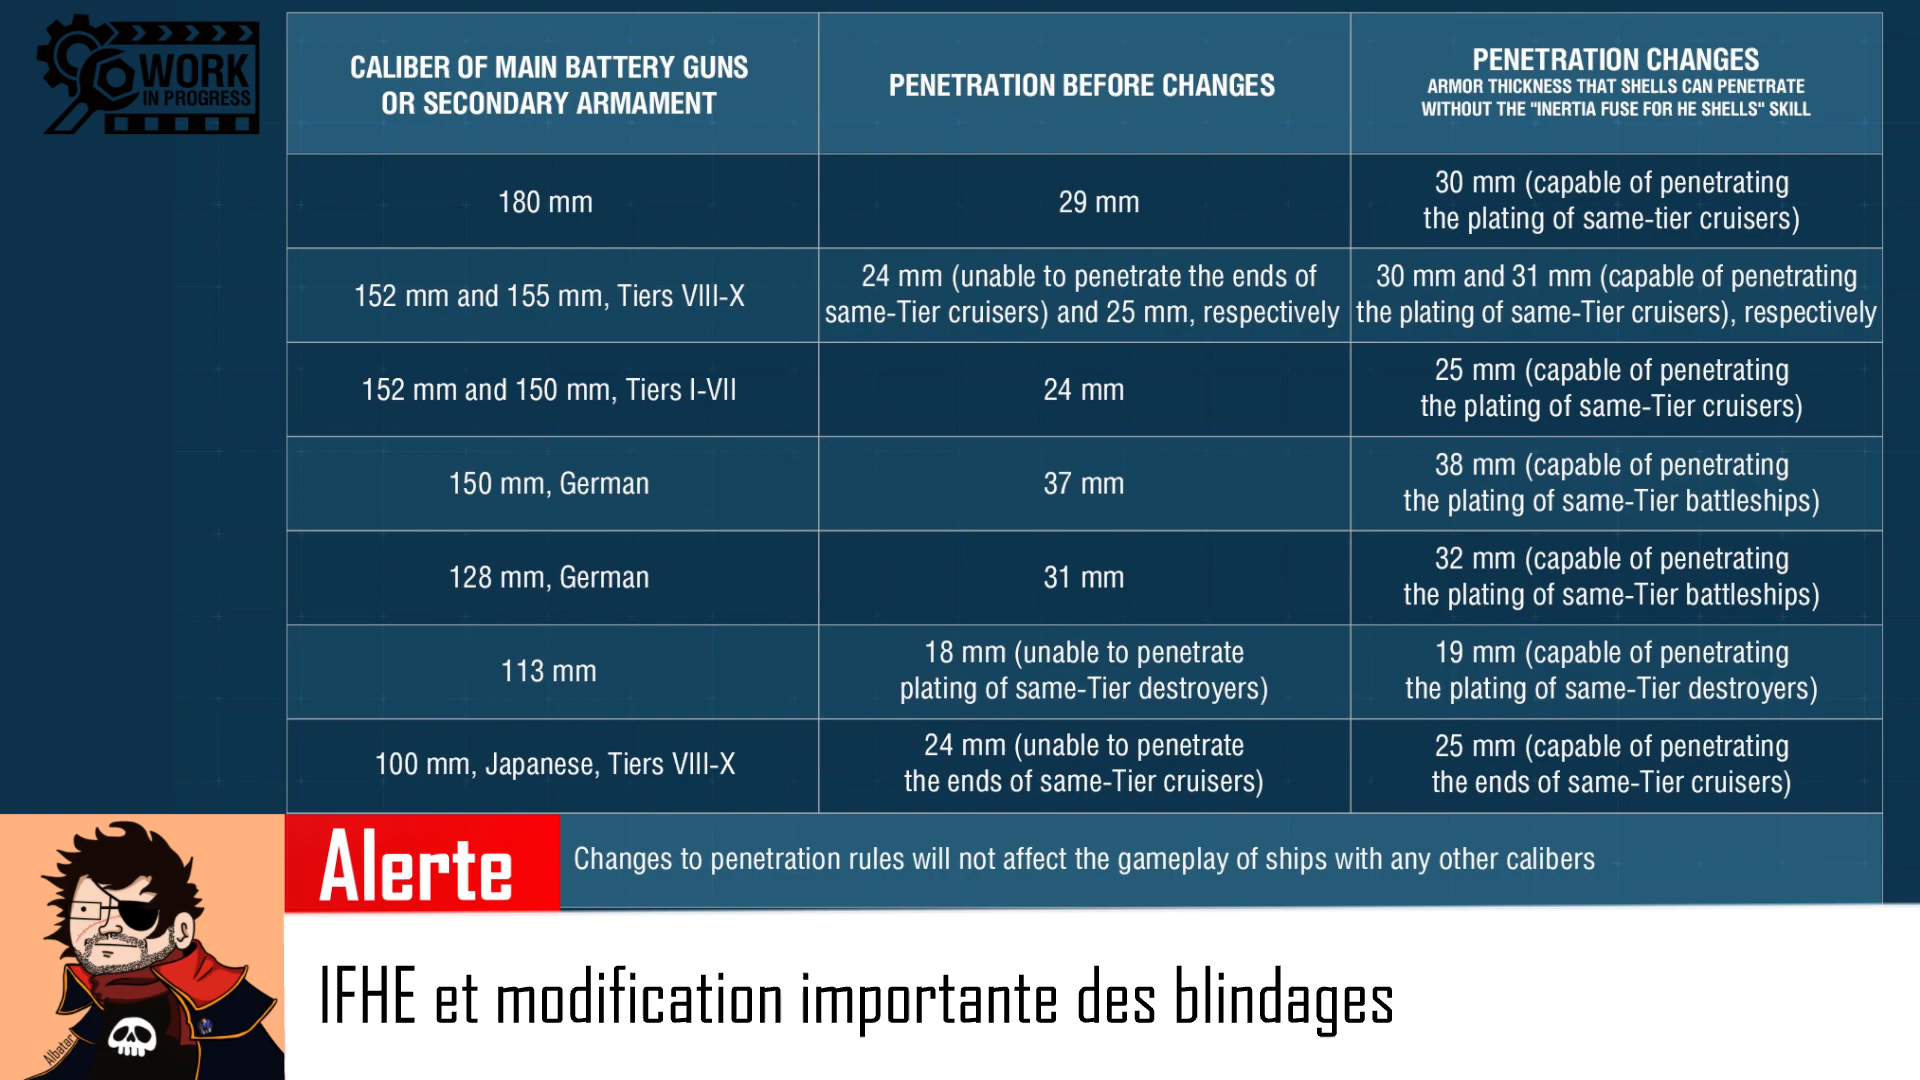 WORK
IN PROGRESS
CALIBER OF MAIN BATTERY GUNS
OR SECONDARY ARMAMENT
PENETRATION BEFORE CHANGES
PENETRATION CHANGES
ARMOR THICKNESS THAT SHELLS CAN PENETRATE
WITHOUT THE "INERTIA FUSE FOR HE SHELLS" SKILL
180 mm
29 mm
30 mm (capable of penetrating
the plating of same-tier cruisers)
152 mm and 155 mm, Tiers VIII-X
24 mm (unable to penetrate the ends of
same-Tier cruisers) and 25 mm, respectively
30 mm and 31 mm (capable of penetrating
the plating of same-Tier cruisers), respectively
152 mm and 150 mm, Tiers I-VII
24 mm
25 mm (capable of penetrating
the plating of same-Tier cruisers)
150 mm, German
37 mm
38 mm (capable of penetrating
the plating of same-Tier battleships)
128 mm, German
31 mm
32 mm (capable of penetrating
the plating of same-Tier battleships)
113 mm
18 mm (unable to penetrate
plating of same-Tier destroyers)
19 mm (capable of penetrating
the plating of same-Tier destroyers)
100 mm, Japanese, Tiers VIII-X
24 mm (unable to penetrate
the ends of same-Tier cruisers)
25 mm (capable of penetrating
the ends of same-Tier cruisers)
Alerte
Changes to penetration rules will not affect the gameplay of ships with any other calibers
IFHE et modification importante des blindages
Albatar